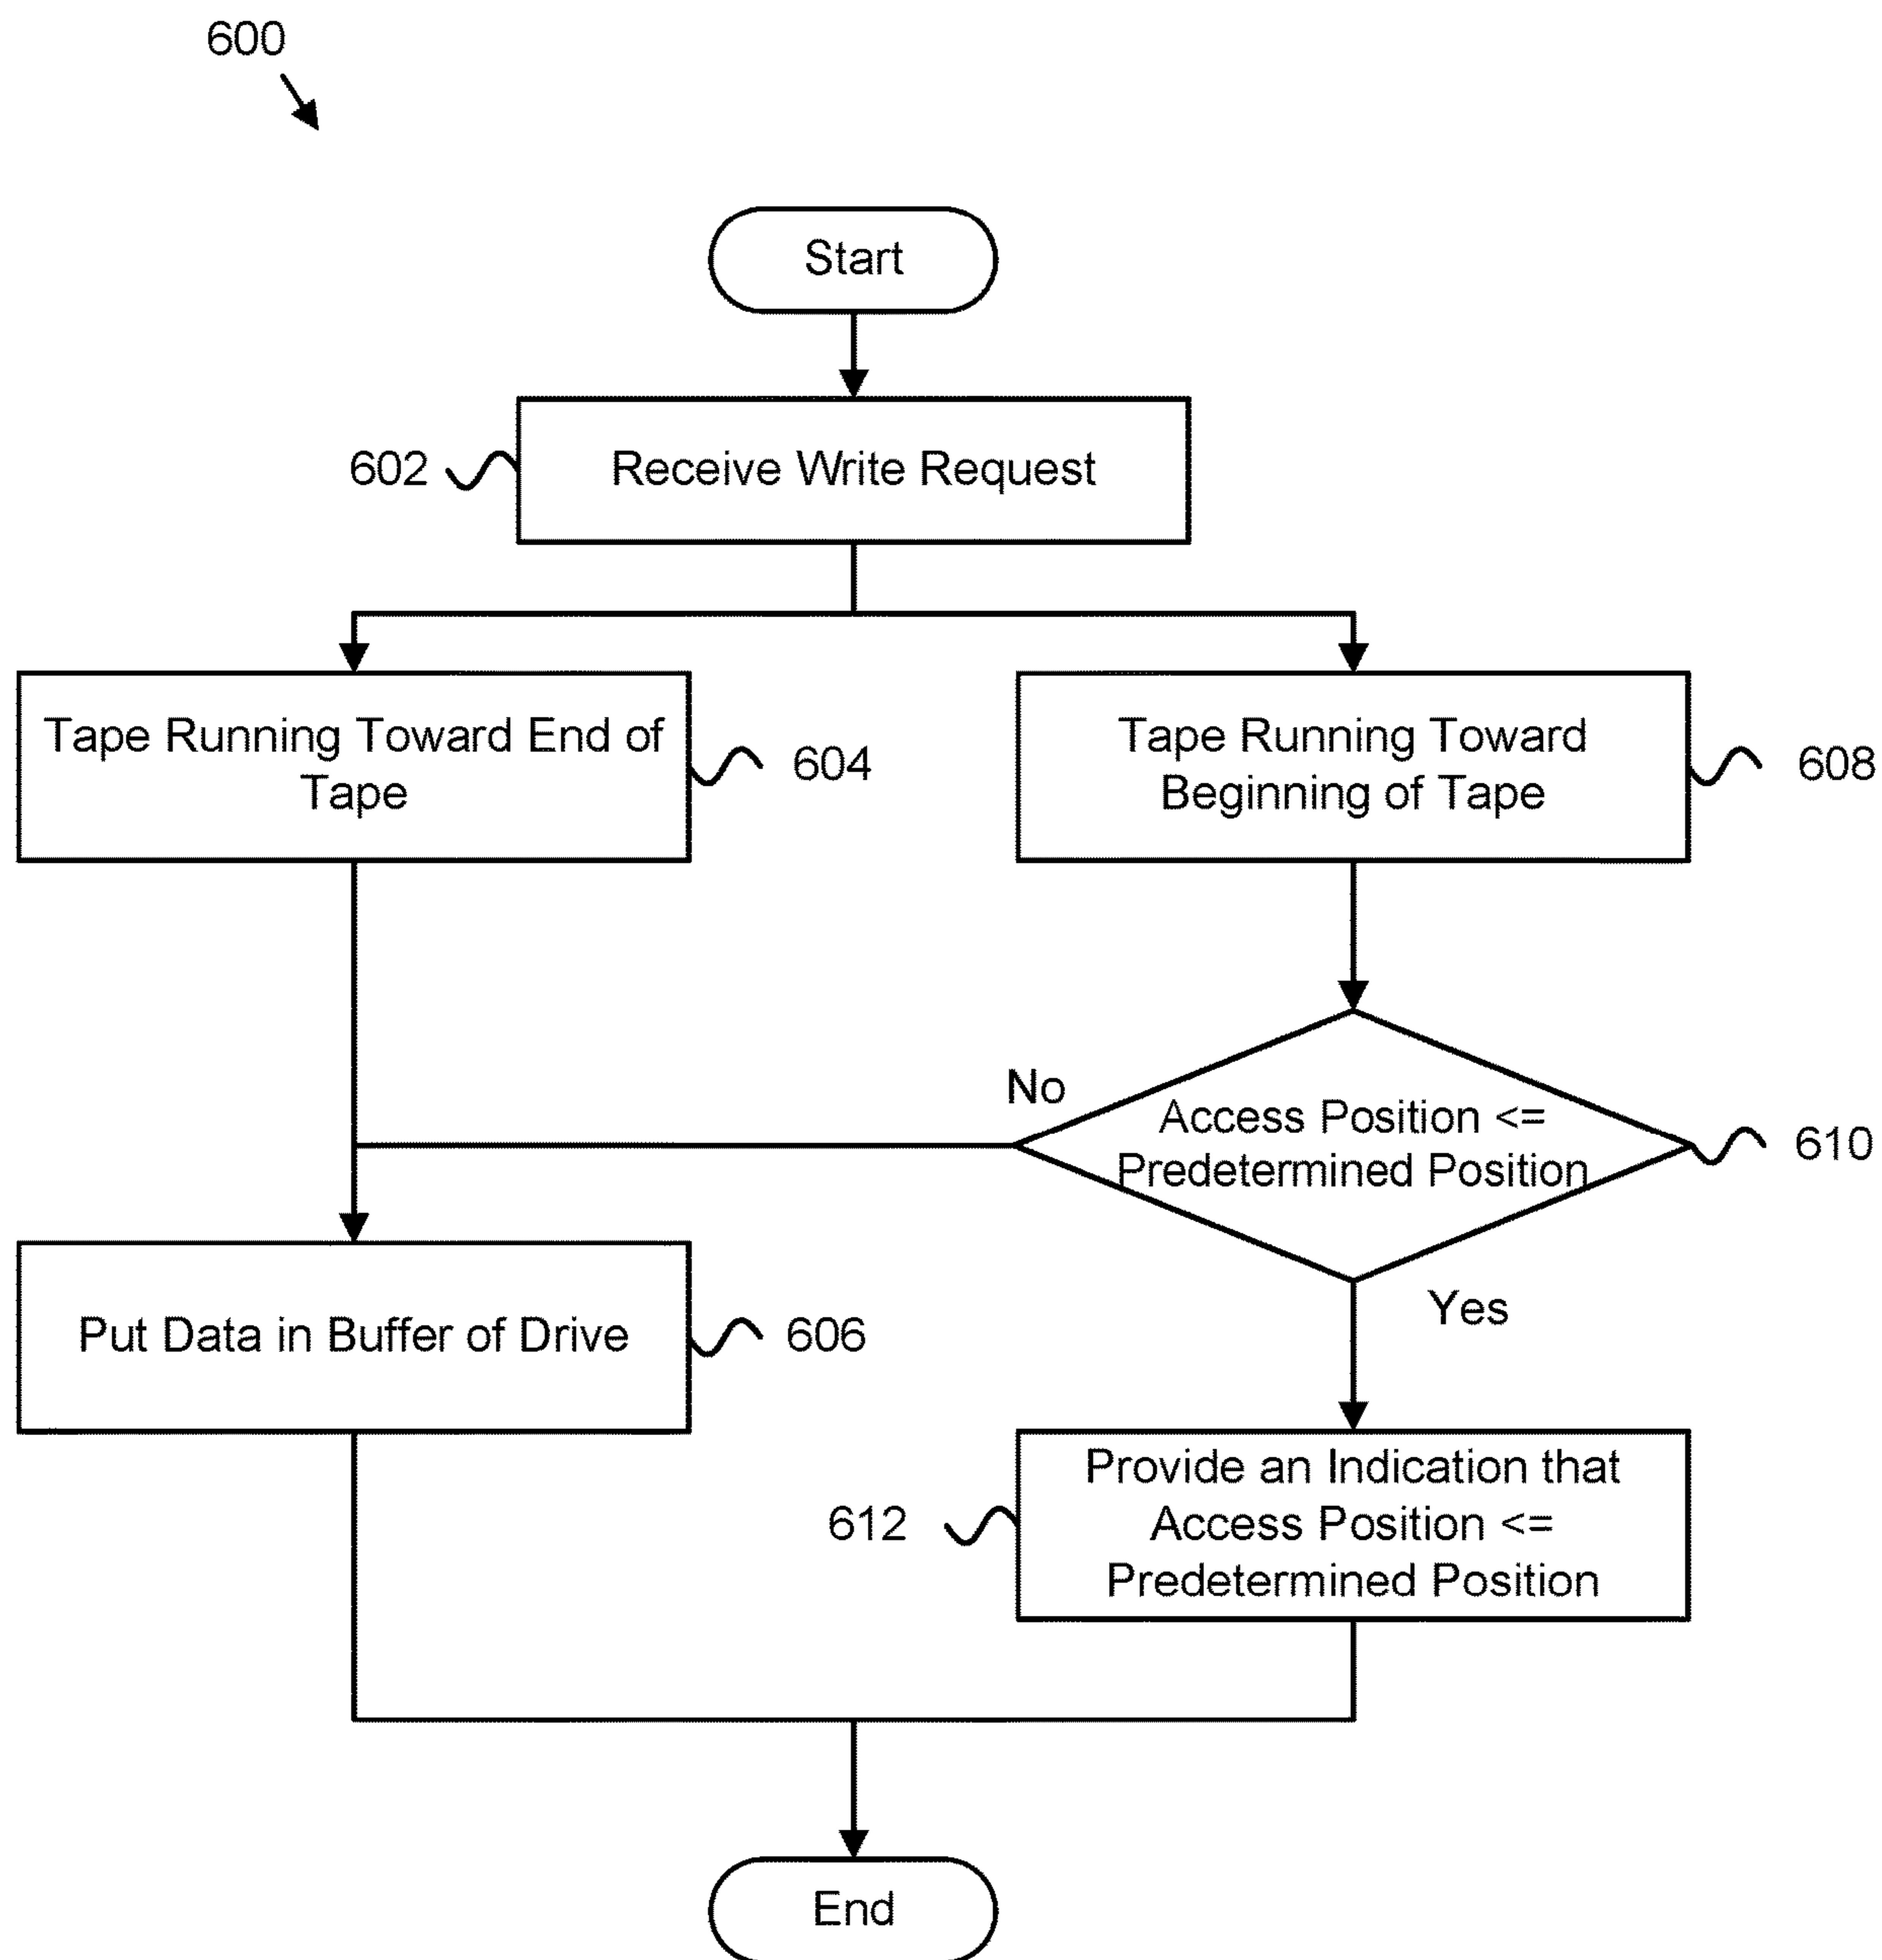 600
Start
602
Receive Write Request
Tape Running Toward End of
Tape
604
Tape Running Toward
Beginning of Tape
608
No
Access Position <=
Predetermined Position
610
Yes
Put Data in Buffer of Drive
606
612
Provide an Indication that
Access Position <=
Predetermined Position
End